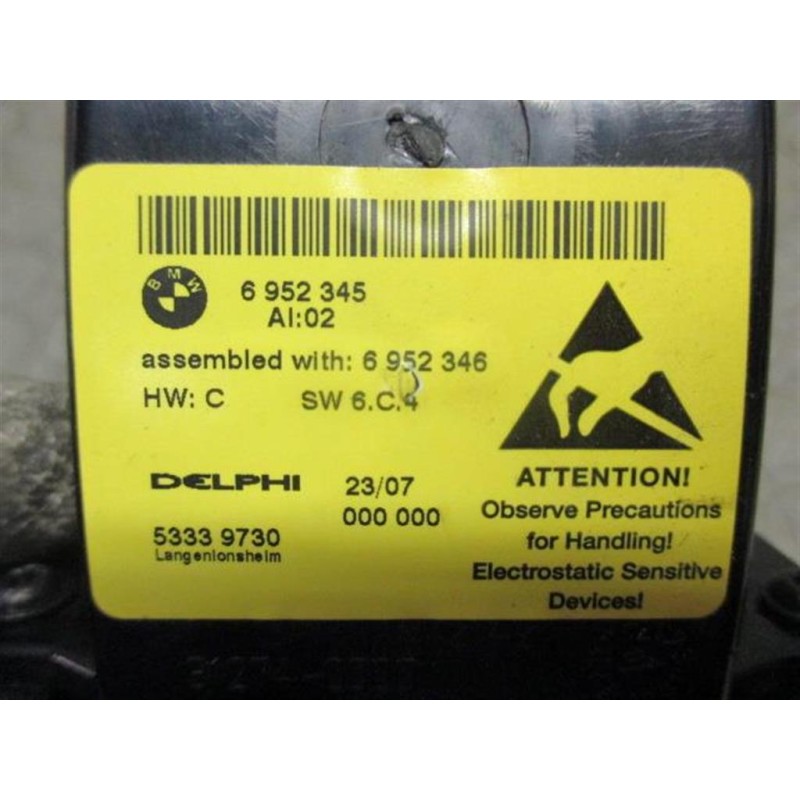 BMW
6 952 345
AI:02
assembled with: 6 952 346
HW: C SW 6.C.4
DELPHI 23/07
000 000
5333 9730
Langenlonsheim
ATTENTION!
Observe Precautions
for Handling!
Electrostatic Sensitive
Devices!